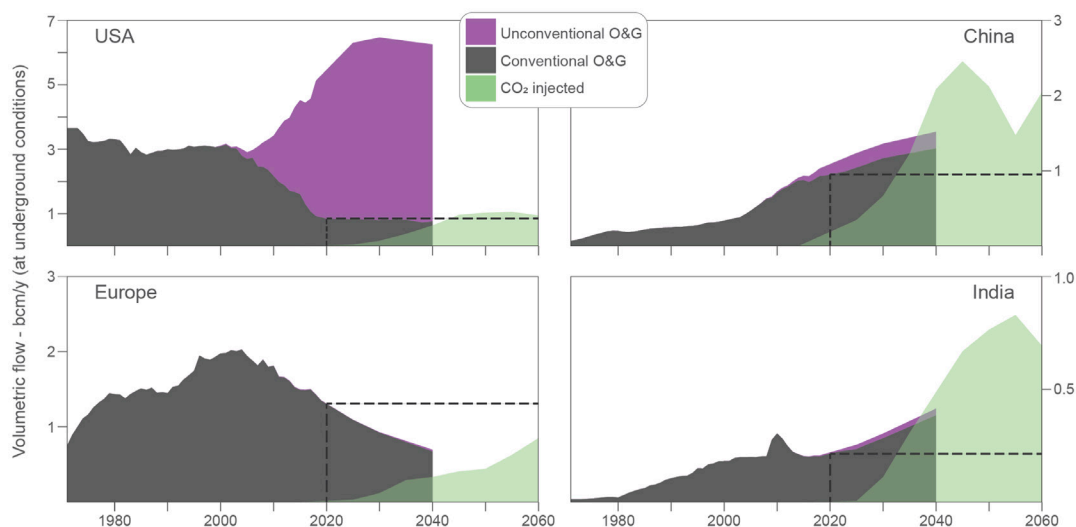 USA
China
Unconventional O&G
Conventional O&G
CO₂ injected
7
5
3
1
3
2
1
Europe
India
3
2
1
1.0
0.5
1980
2000
2020
2040
2060
1980
2000
2020
2040
2060
Volumetric flow - bcm/y (at underground conditions)